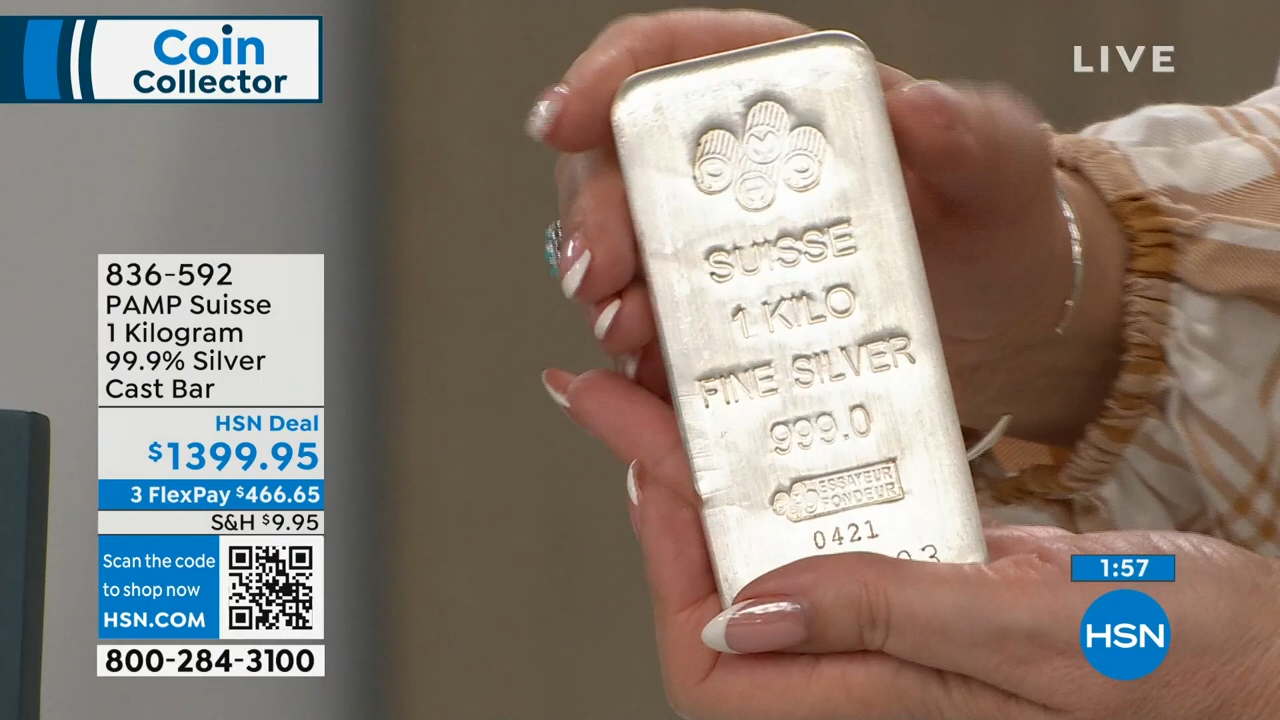 Coin
Collector
LIVE
836-592
PAMP Suisse
1 Kilogram
99.9% Silver
Cast Bar
HSN Deal
$1399.95
3 FlexPay $466.65
S&H $9.95
Scan the code
to shop now
HSN.COM
800-284-3100
SUISSE
1 KILO
FINE SILVER
999.0
ESSAYEUR
FONDEUR
0421
1:57
HSN